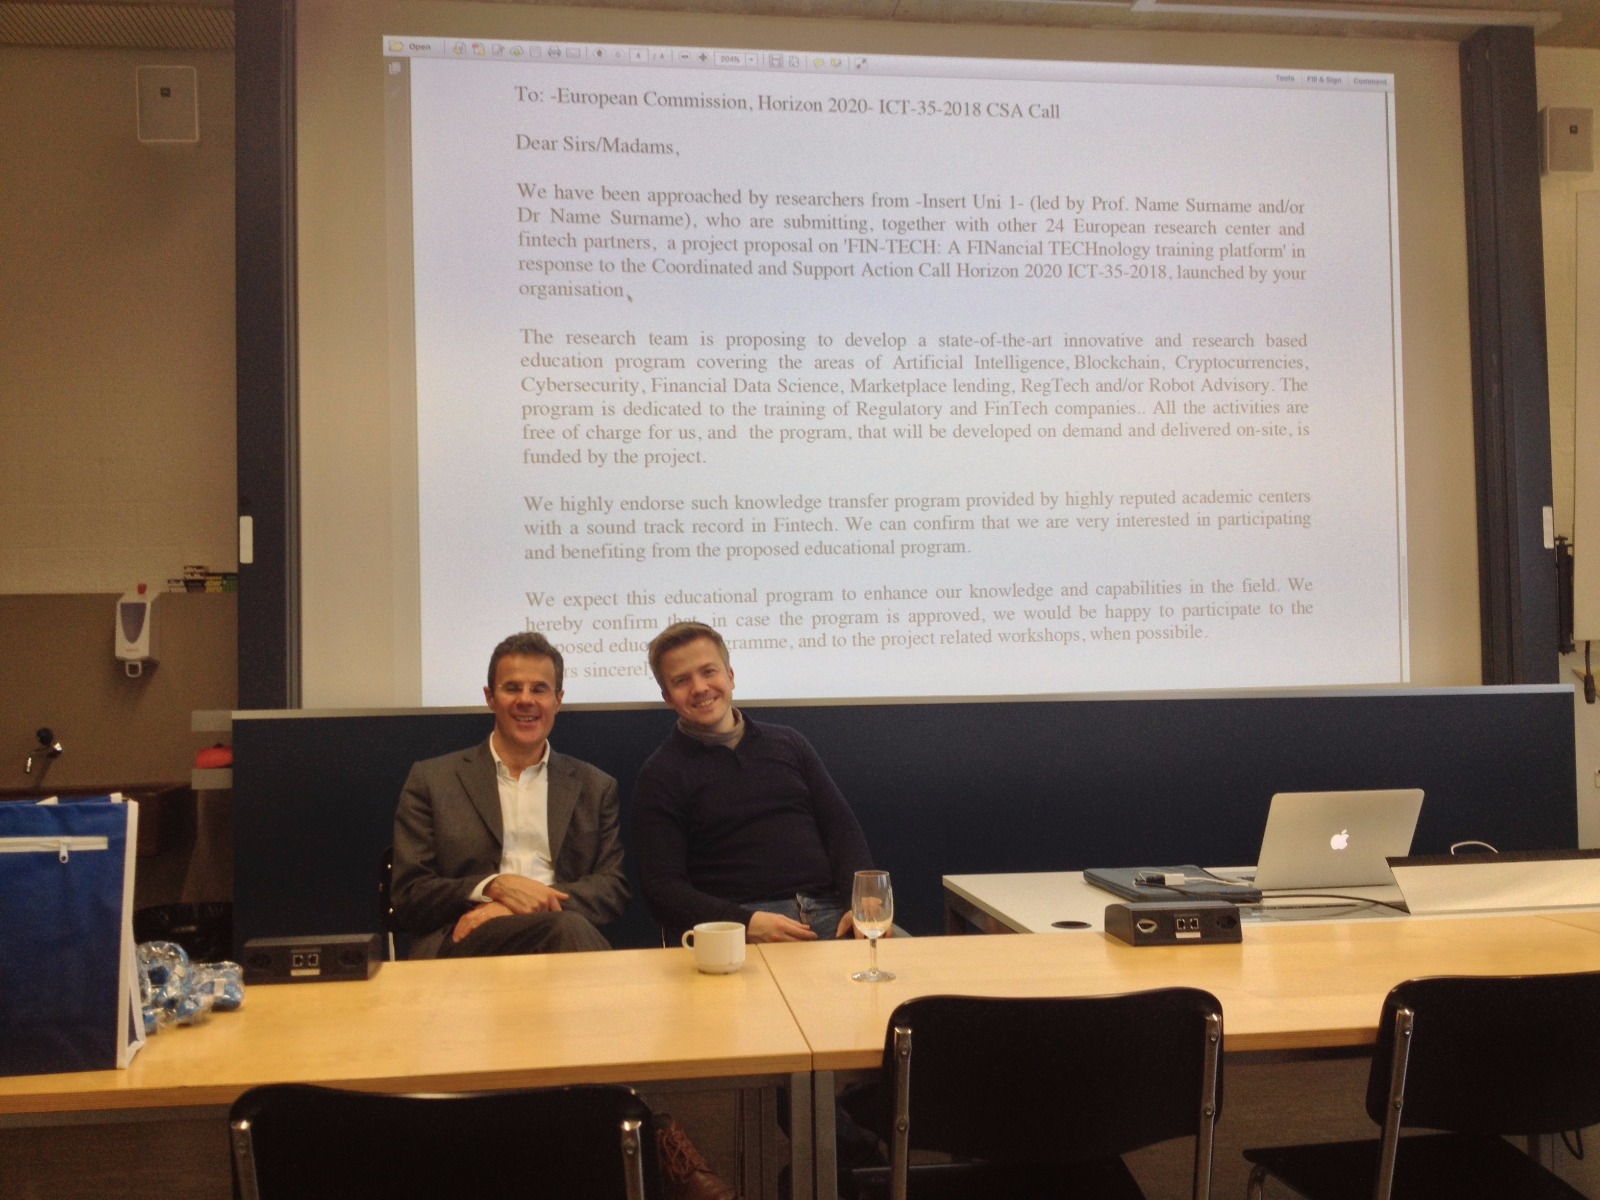 Open
4 / 4
204%
Tools Fill & Sign Comment
To: -European Commission, Horizon 2020- ICT-35-2018 CSA Call
Dear Sirs/Madams,
We have been approached by researchers from -Insert Uni 1- (led by Prof. Name Surname and/or
Dr Name Surname), who are submitting, together with other 24 European research center and
fintech partners, a project proposal on 'FIN-TECH: A FINancial TECHnology training platform' in
response to the Coordinated and Support Action Call Horizon 2020 ICT-35-2018, launched by your
organisation,
The research team is proposing to develop a state-of-the-art innovative and research based
education program covering the areas of Artificial Intelligence, Blockchain, Cryptocurrencies,
Cybersecurity, Financial Data Science, Marketplace lending, RegTech and/or Robot Advisory. The
program is dedicated to the training of Regulatory and FinTech companies.. All the activities are
free of charge for us, and the program, that will be developed on demand and delivered on-site, is
funded by the project.
We highly endorse such knowledge transfer program provided by highly reputed academic centers
with a sound track record in Fintech. We can confirm that we are very interested in participating
and benefiting from the proposed educational program.
We expect this educational program to enhance our knowledge and capabilities in the field. We
hereby confirm that, in case the program is approved, we would be happy to participate to the
posed educ gramme, and to the project related workshops, when possibile.
rs sincerel